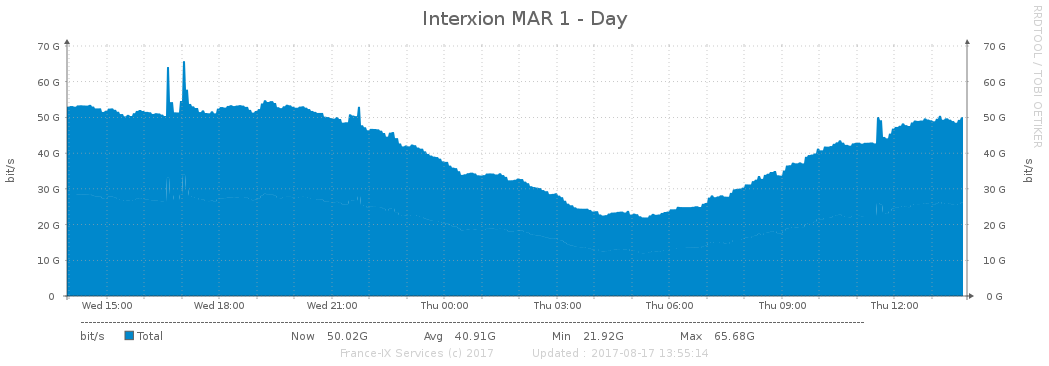 Interxion MAR 1 - Day
RRDTOOL / TOBI OETIKER
70 G 70 G
60 G 60 G
50 G 50 G
40 G 40 G
30 G 30 G
20 G 20 G
10 G 10 G
0 0 G
bit/s bit/s
Wed 15:00 Wed 18:00 Wed 21:00 Thu 00:00 Thu 03:00 Thu 06:00 Thu 09:00 Thu 12:00
bit/s Total Now 50.02G Avg 40.91G Min 21.92G Max 65.68G
France-IX Services (c) 2017 Updated : 2017-08-17 13:55:14